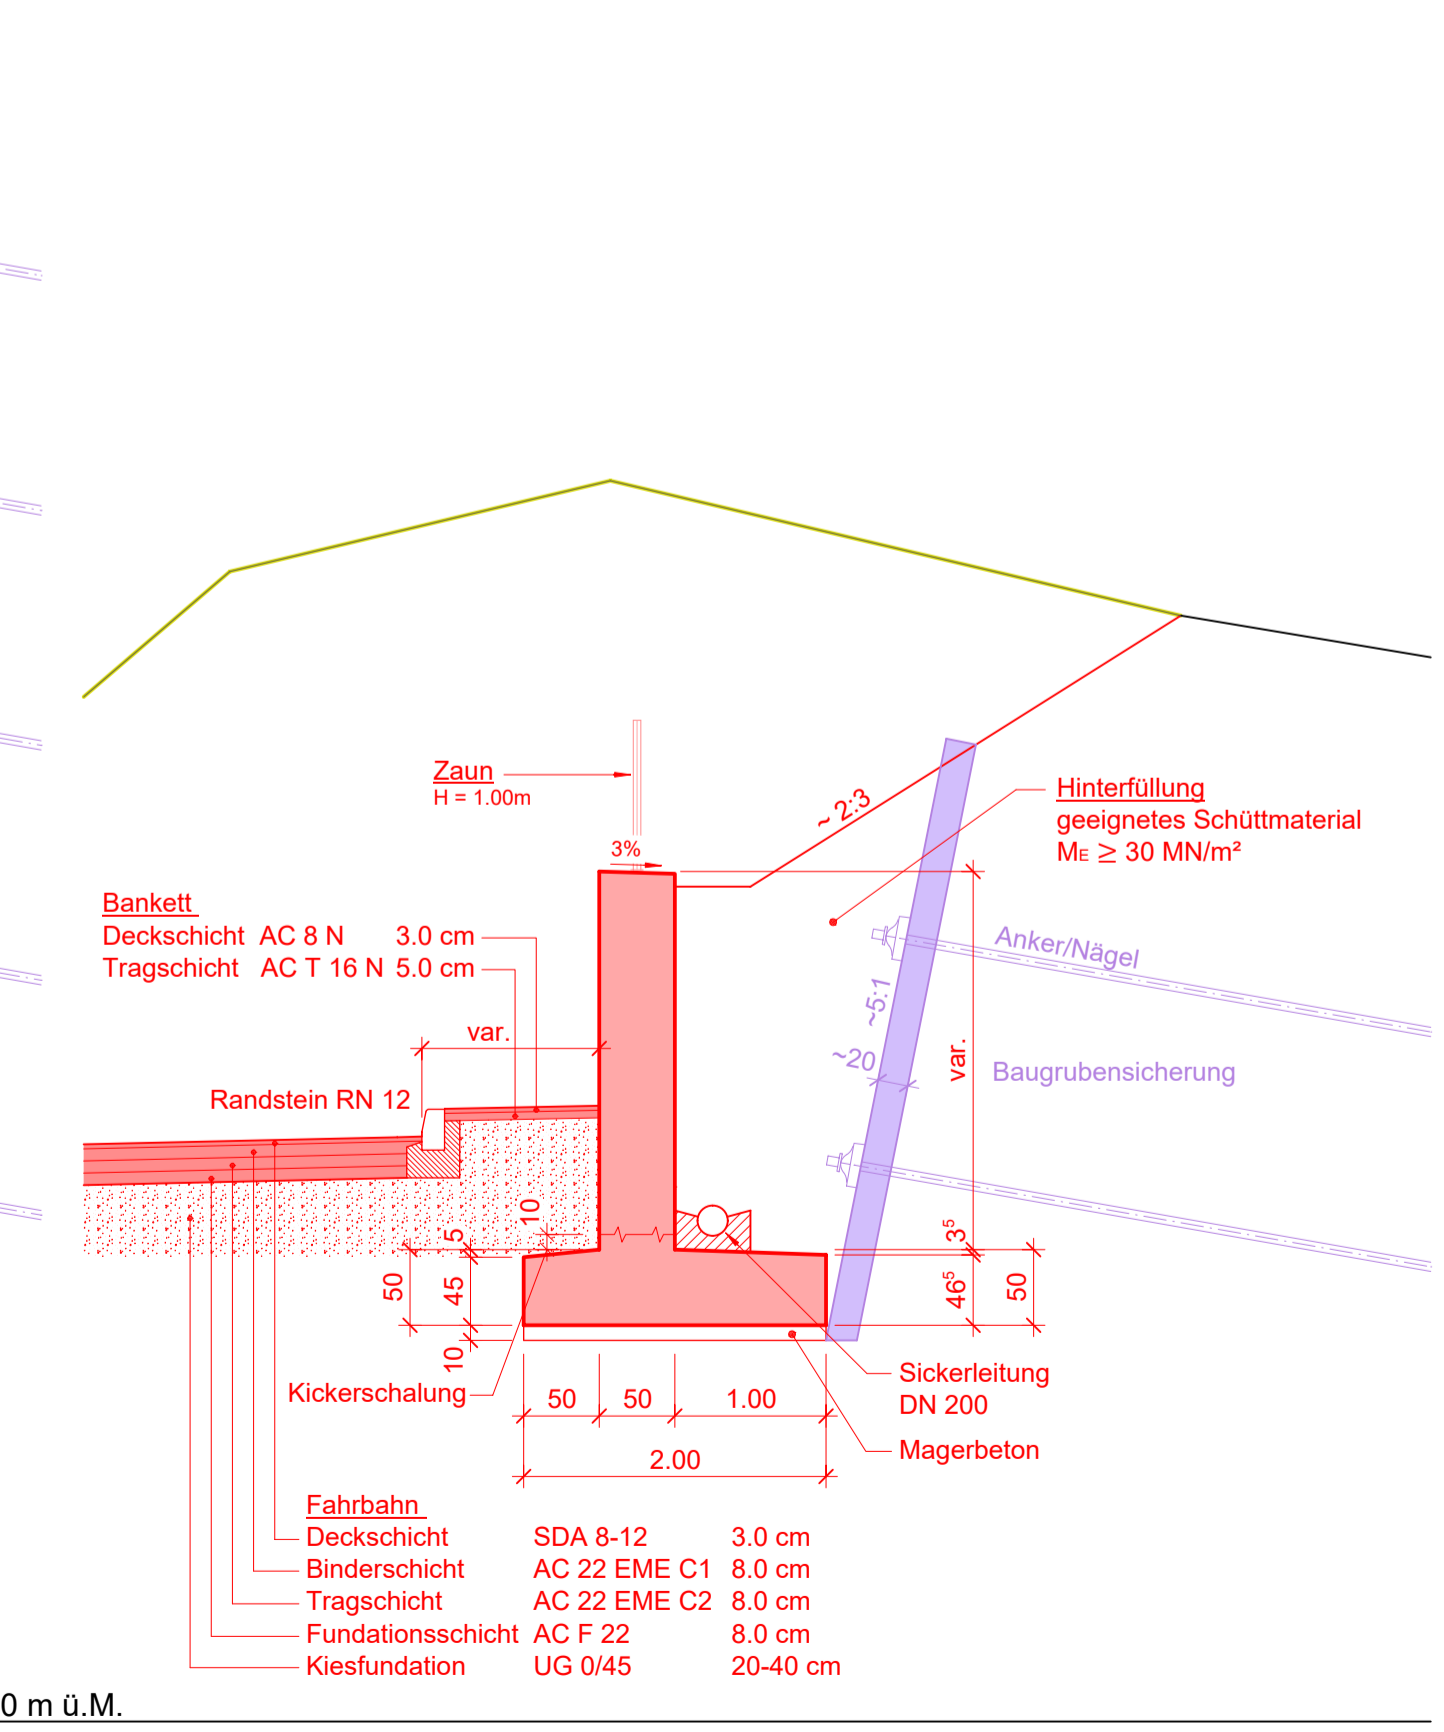 Zaun
H = 1.00m
3%
~ 2:3
Hinterfüllung
geeignetes Schüttmaterial
ME ≥ 30 MN/m²
Bankett
Deckschicht AC 8 N 3.0 cm
Tragschicht AC T 16 N 5.0 cm
Anker/Nägel
~5:1
var.
~20
var.
Baugrubensicherung
Randstein RN 12
10
5
3⁵
50
45
46⁵
50
10
Kickerschalung
50 50 1.00
2.00
Sickerleitung
DN 200
Magerbeton
Fahrbahn
Deckschicht SDA 8-12 3.0 cm
Binderschicht AC 22 EME C1 8.0 cm
Tragschicht AC 22 EME C2 8.0 cm
Fundationsschicht AC F 22 8.0 cm
Kiesfundation UG 0/45 20-40 cm
0 m ü.M.